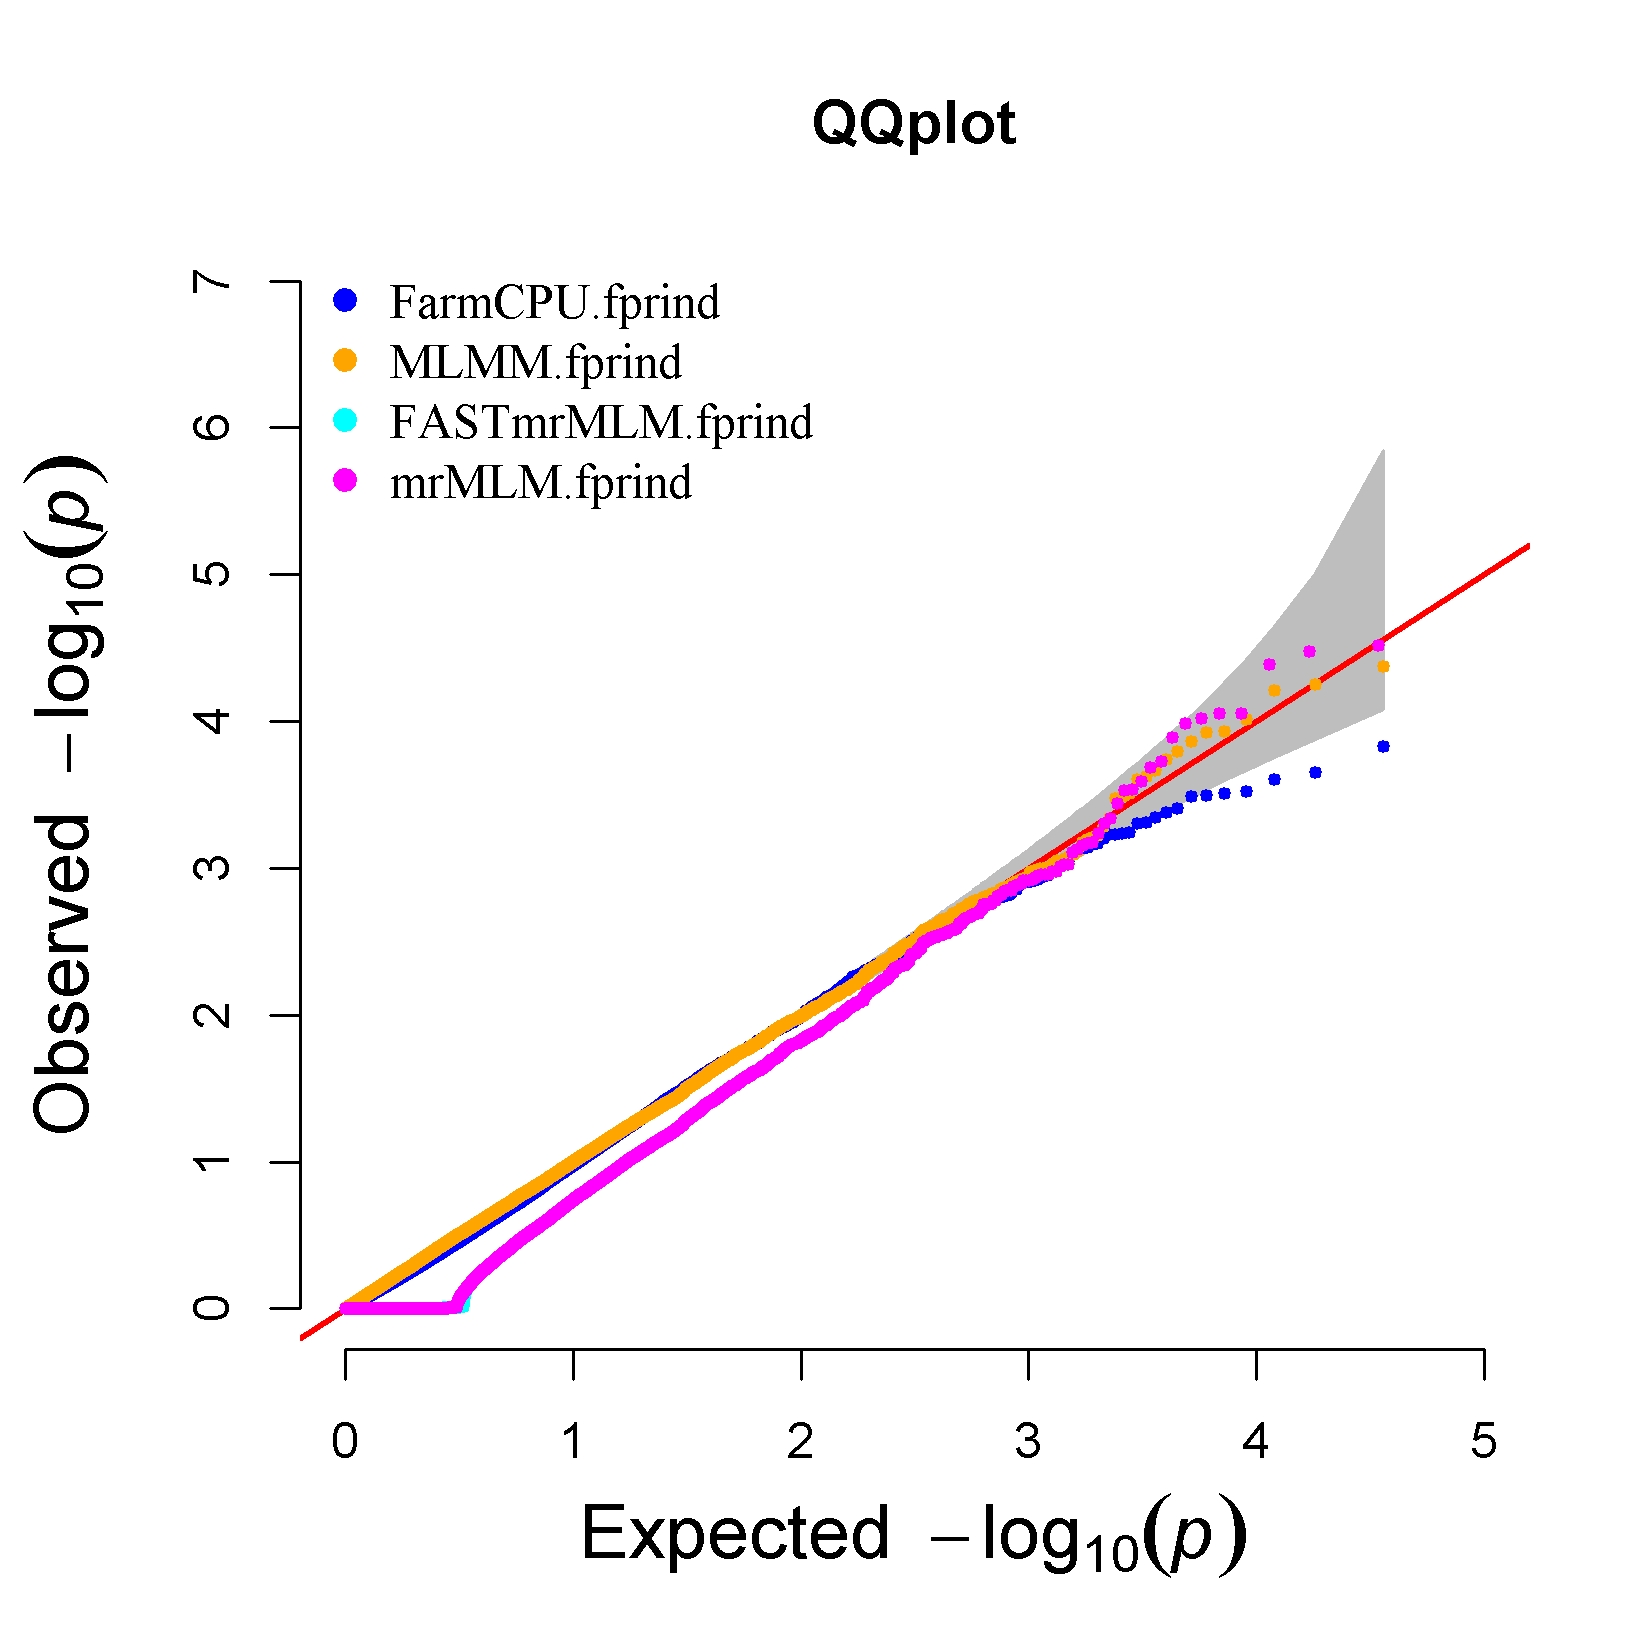 QQplot
FarmCPU.fprind
MLMM.fprind
FASTmrMLM.fprind
mrMLM.fprind
Observed −log₁₀(p)
7
6
5
4
3
2
1
0
0 1 2 3 4 5
Expected −log₁₀(p)